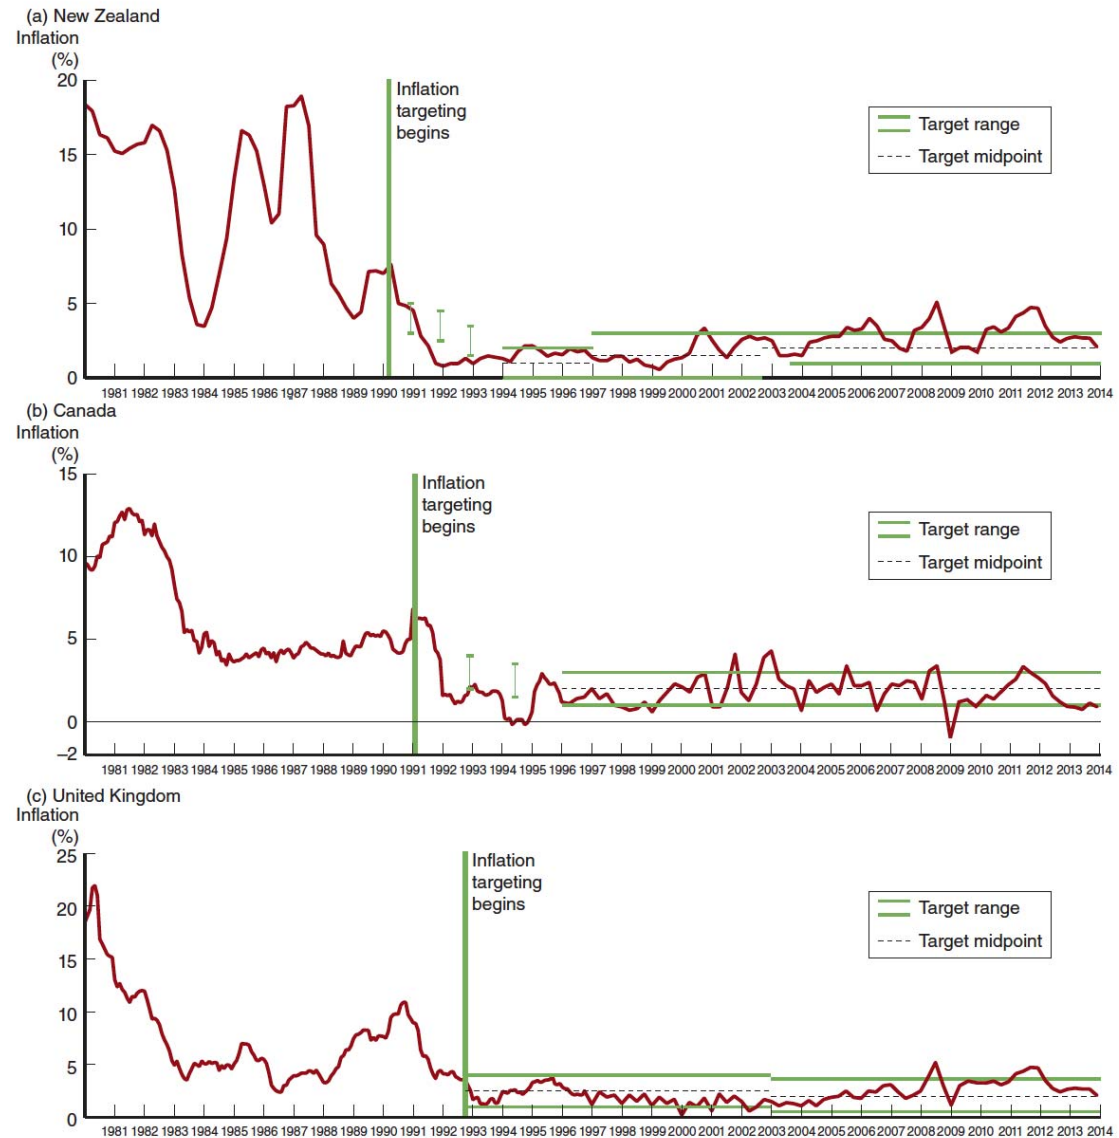 (a) New Zealand
Inflation
(%)
20
15
10
5
0
Inflation
targeting
begins
Target range
Target midpoint
1981 1982 1983 1984 1985 1986 1987 1988 1989 1990 1991 1992 1993 1994 1995 1996 1997 1998 1999 2000 2001 2002 2003 2004 2005 2006 2007 2008 2009 2010 2011 2012 2013 2014
(b) Canada
Inflation
(%)
15
10
5
0
–2
Inflation
targeting
begins
Target range
Target midpoint
1981 1982 1983 1984 1985 1986 1987 1988 1989 1990 1991 1992 1993 1994 1995 1996 1997 1998 1999 2000 2001 2002 2003 2004 2005 2006 2007 2008 2009 2010 2011 2012 2013 2014
(c) United Kingdom
Inflation
(%)
25
20
15
10
5
0
Inflation
targeting
begins
Target range
Target midpoint
1981 1982 1983 1984 1985 1986 1987 1988 1989 1990 1991 1992 1993 1994 1995 1996 1997 1998 1999 2000 2001 2002 2003 2004 2005 2006 2007 2008 2009 2010 2011 2012 2013 2014